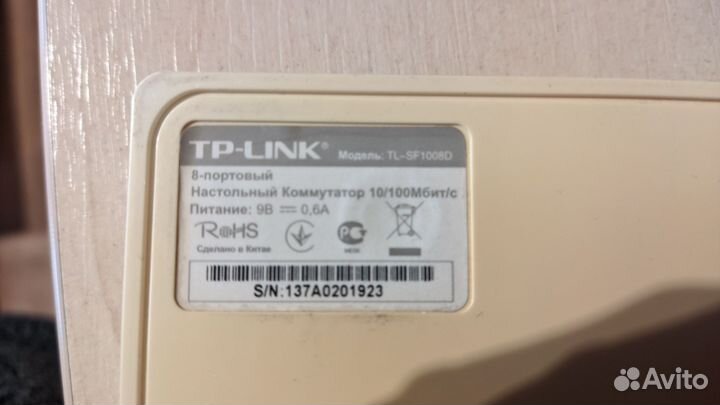 TP-LINK® Модель: TL-SF1008D
8-портовый
Настольный Коммутатор 10/100Мбит/с
Питание: 9В 0,6А
RoHS
Сделано в Китае
S/N:137A0201923
Avito